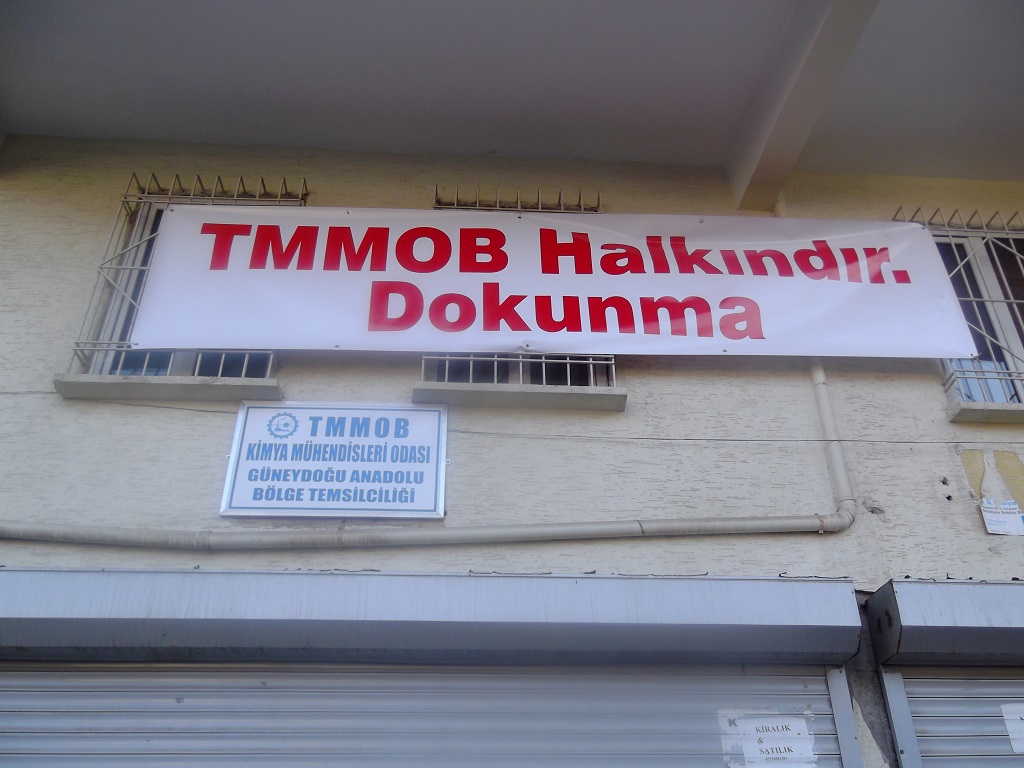 TMMOB Halkındır.
Dokunma
TMMOB
KİMYA MÜHENDİSLERİ ODASI
GÜNEYDOĞU ANADOLU
BÖLGE TEMSİLCİLİĞİ
KİRALIK
&
SATILIK